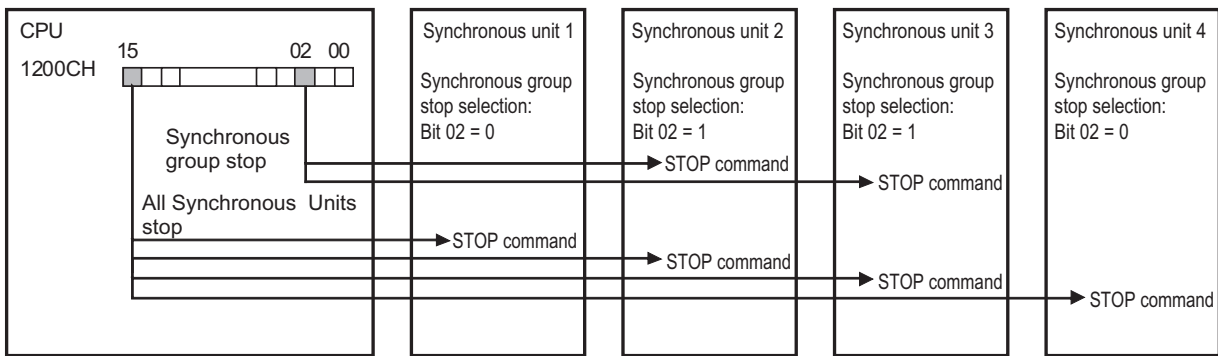 CPU
1200CH
15 02 00
Synchronous
group stop
All Synchronous Units
stop
Synchronous unit 1
Synchronous group
stop selection:
Bit 02 = 0
STOP command
Synchronous unit 2
Synchronous group
stop selection:
Bit 02 = 1
STOP command
STOP command
Synchronous unit 3
Synchronous group
stop selection:
Bit 02 = 1
STOP command
STOP command
Synchronous unit 4
Synchronous group
stop selection:
Bit 02 = 0
STOP command